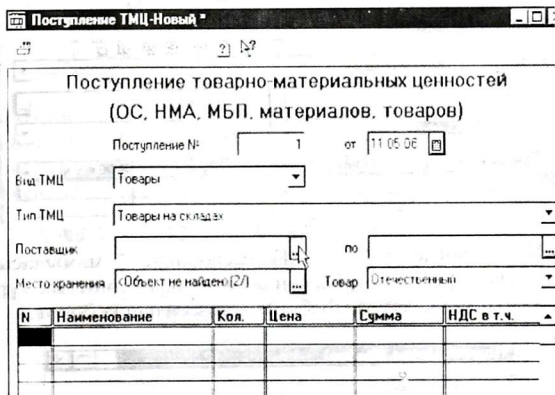 Поступление ТМЦ-Новый *
Поступление товарно-материальных ценностей
(ОС, НМА, МБП, материалов, товаров)
Поступление № 1 от 11.05.06
Вид ТМЦ Товары
Тип ТМЦ Товары на складах
Поставщик ... по ...
Место хранения <Объект не найден (2/) ... Товар Отечественный
N Наименование Кол. Цена Сумма НДС в т.ч.